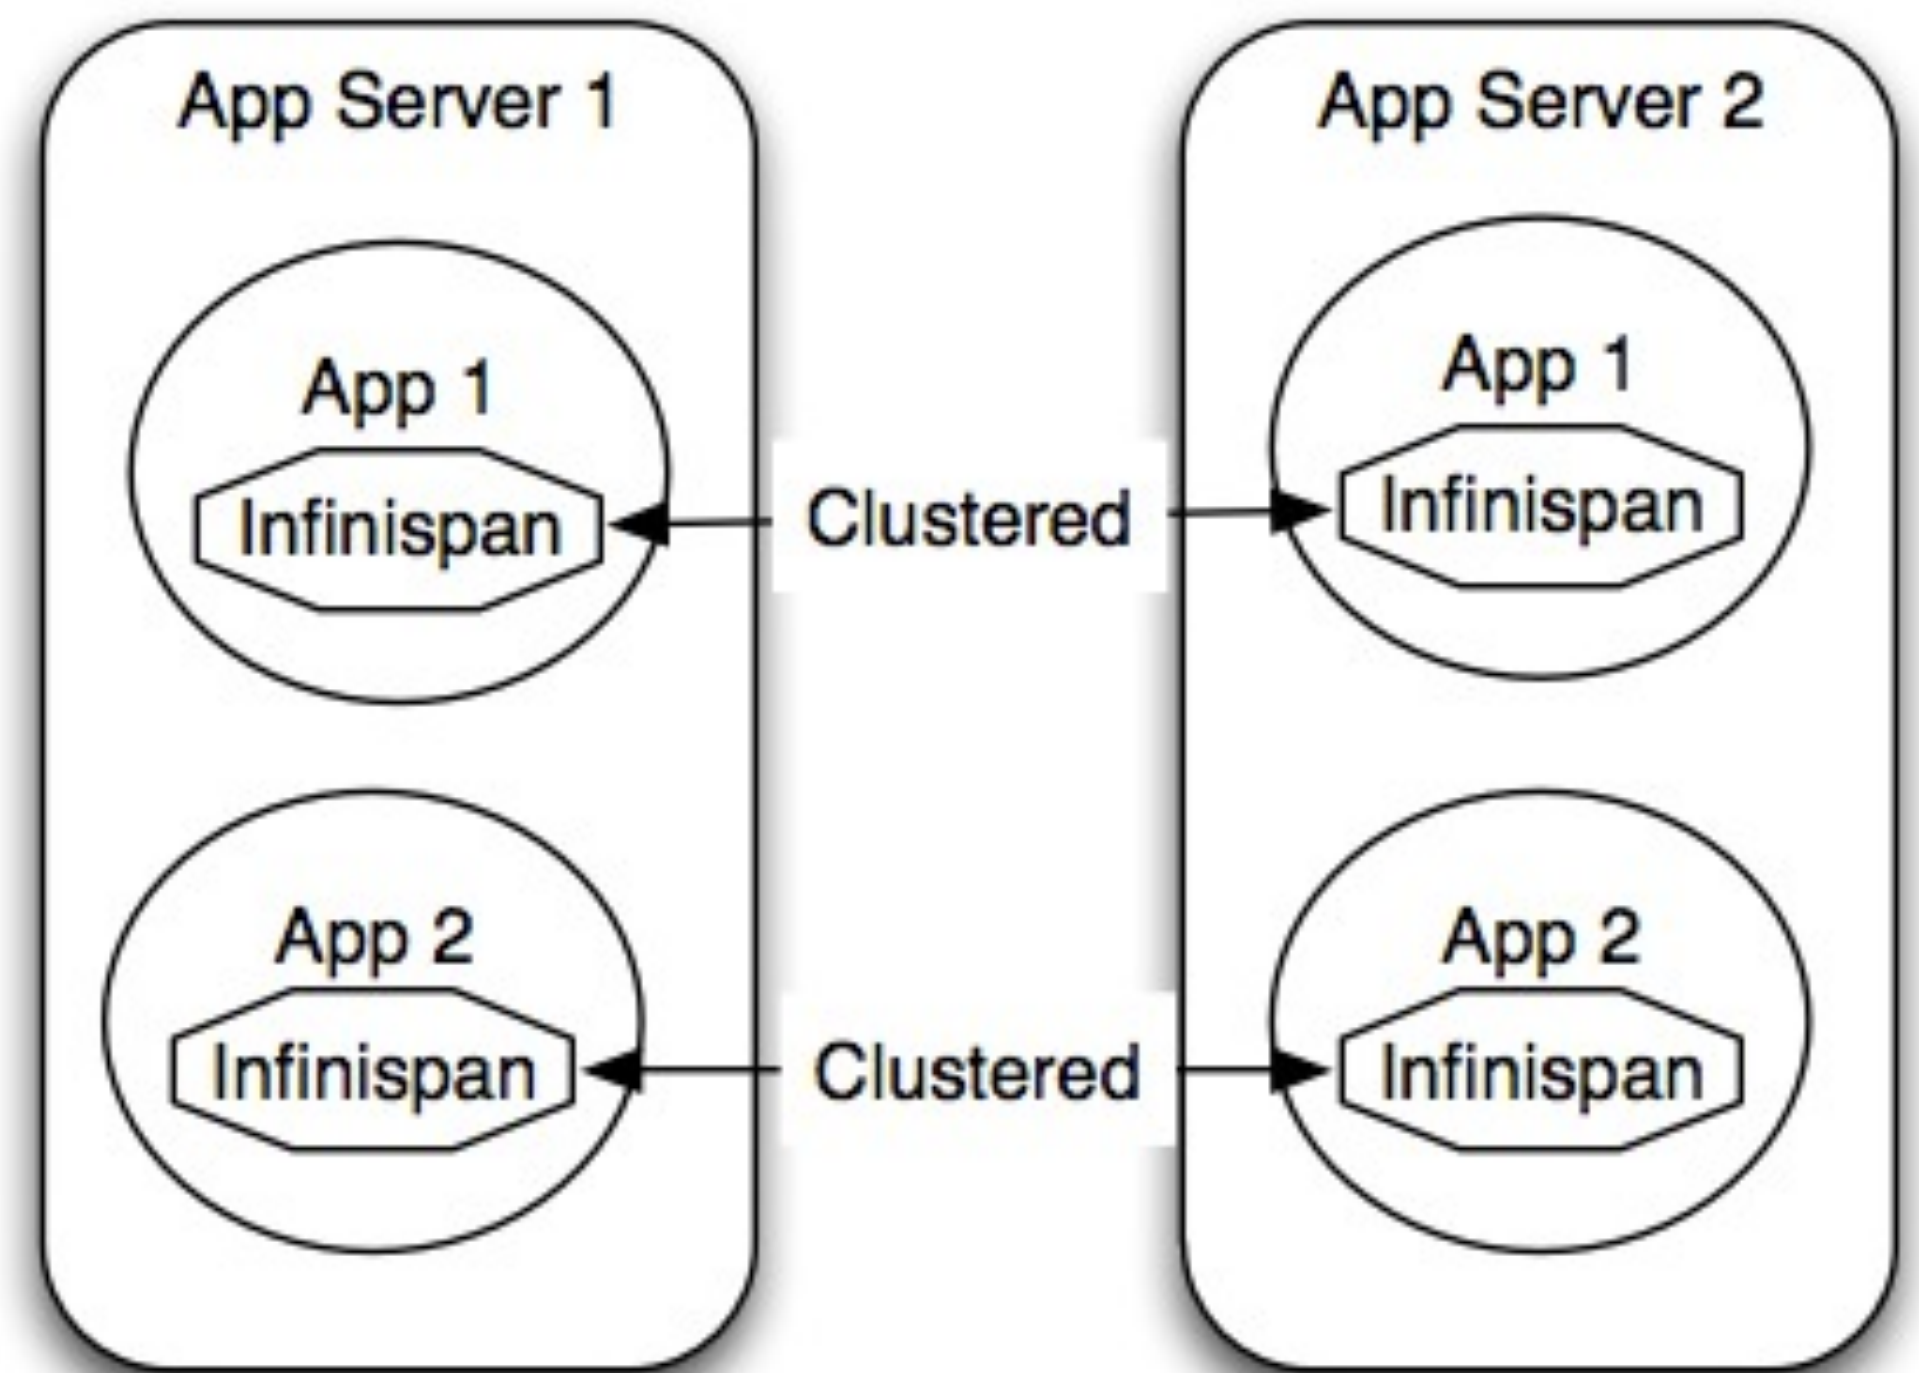 App Server 1
App Server 2
App 1
Infinispan
Clustered
App 1
Infinispan
App 2
Infinispan
Clustered
App 2
Infinispan